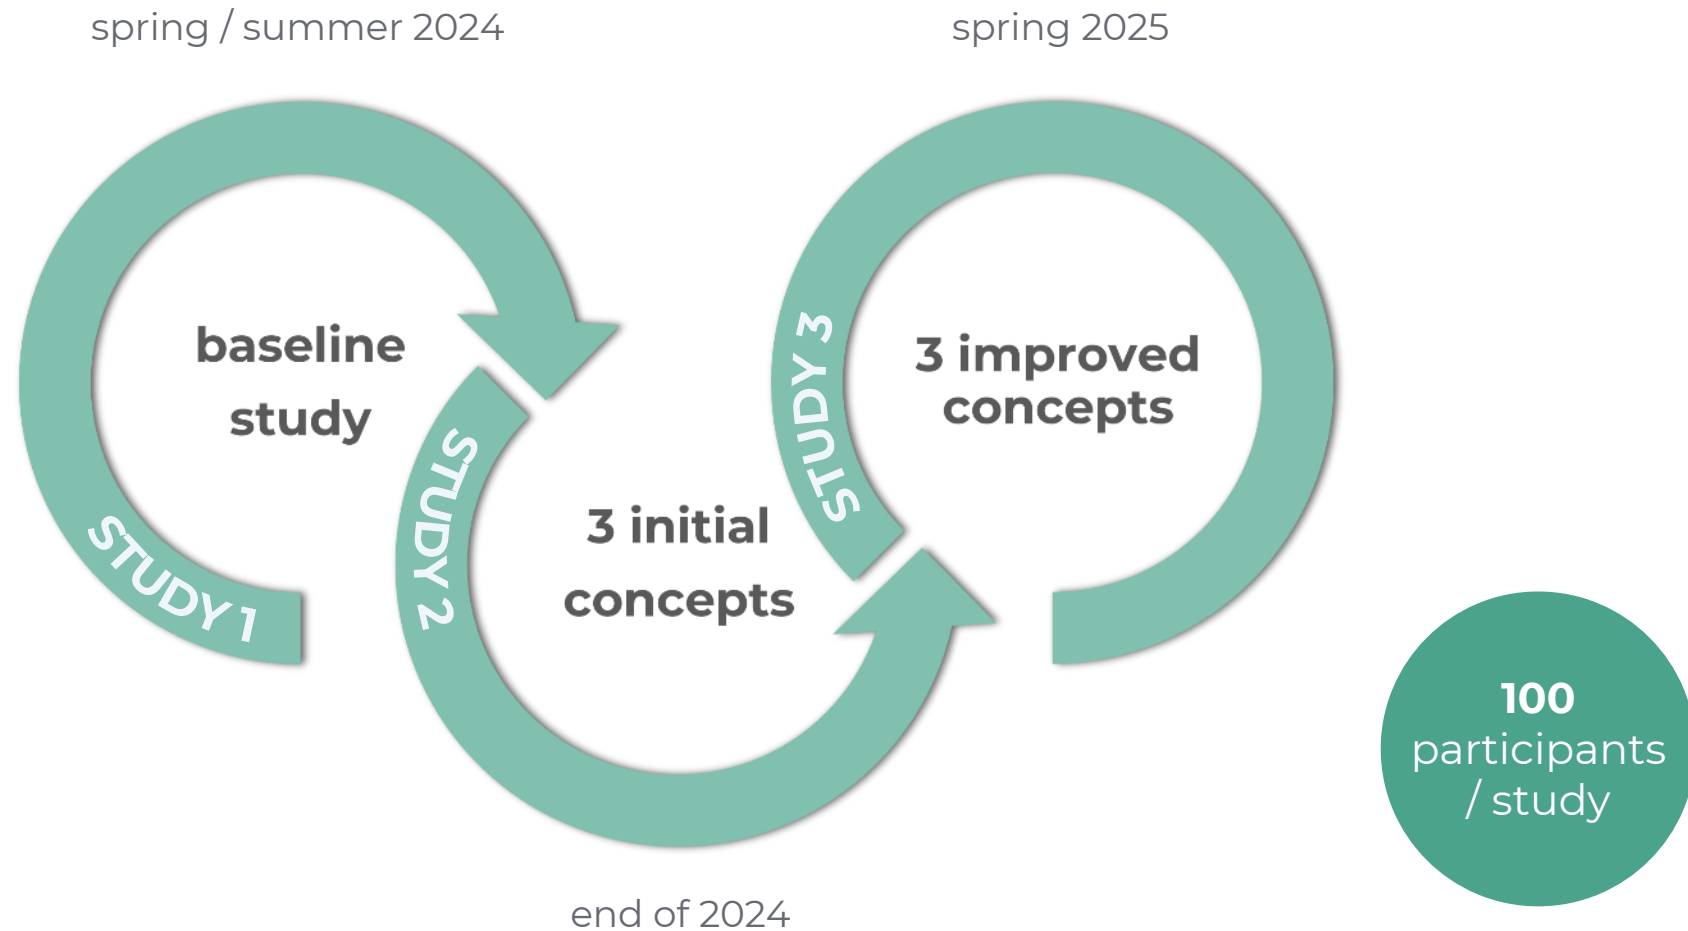 spring / summer 2024
spring 2025
baseline
study
STUDY 1
3 initial
concepts
STUDY 2
end of 2024
3 improved
concepts
STUDY 3
100
participants
/ study